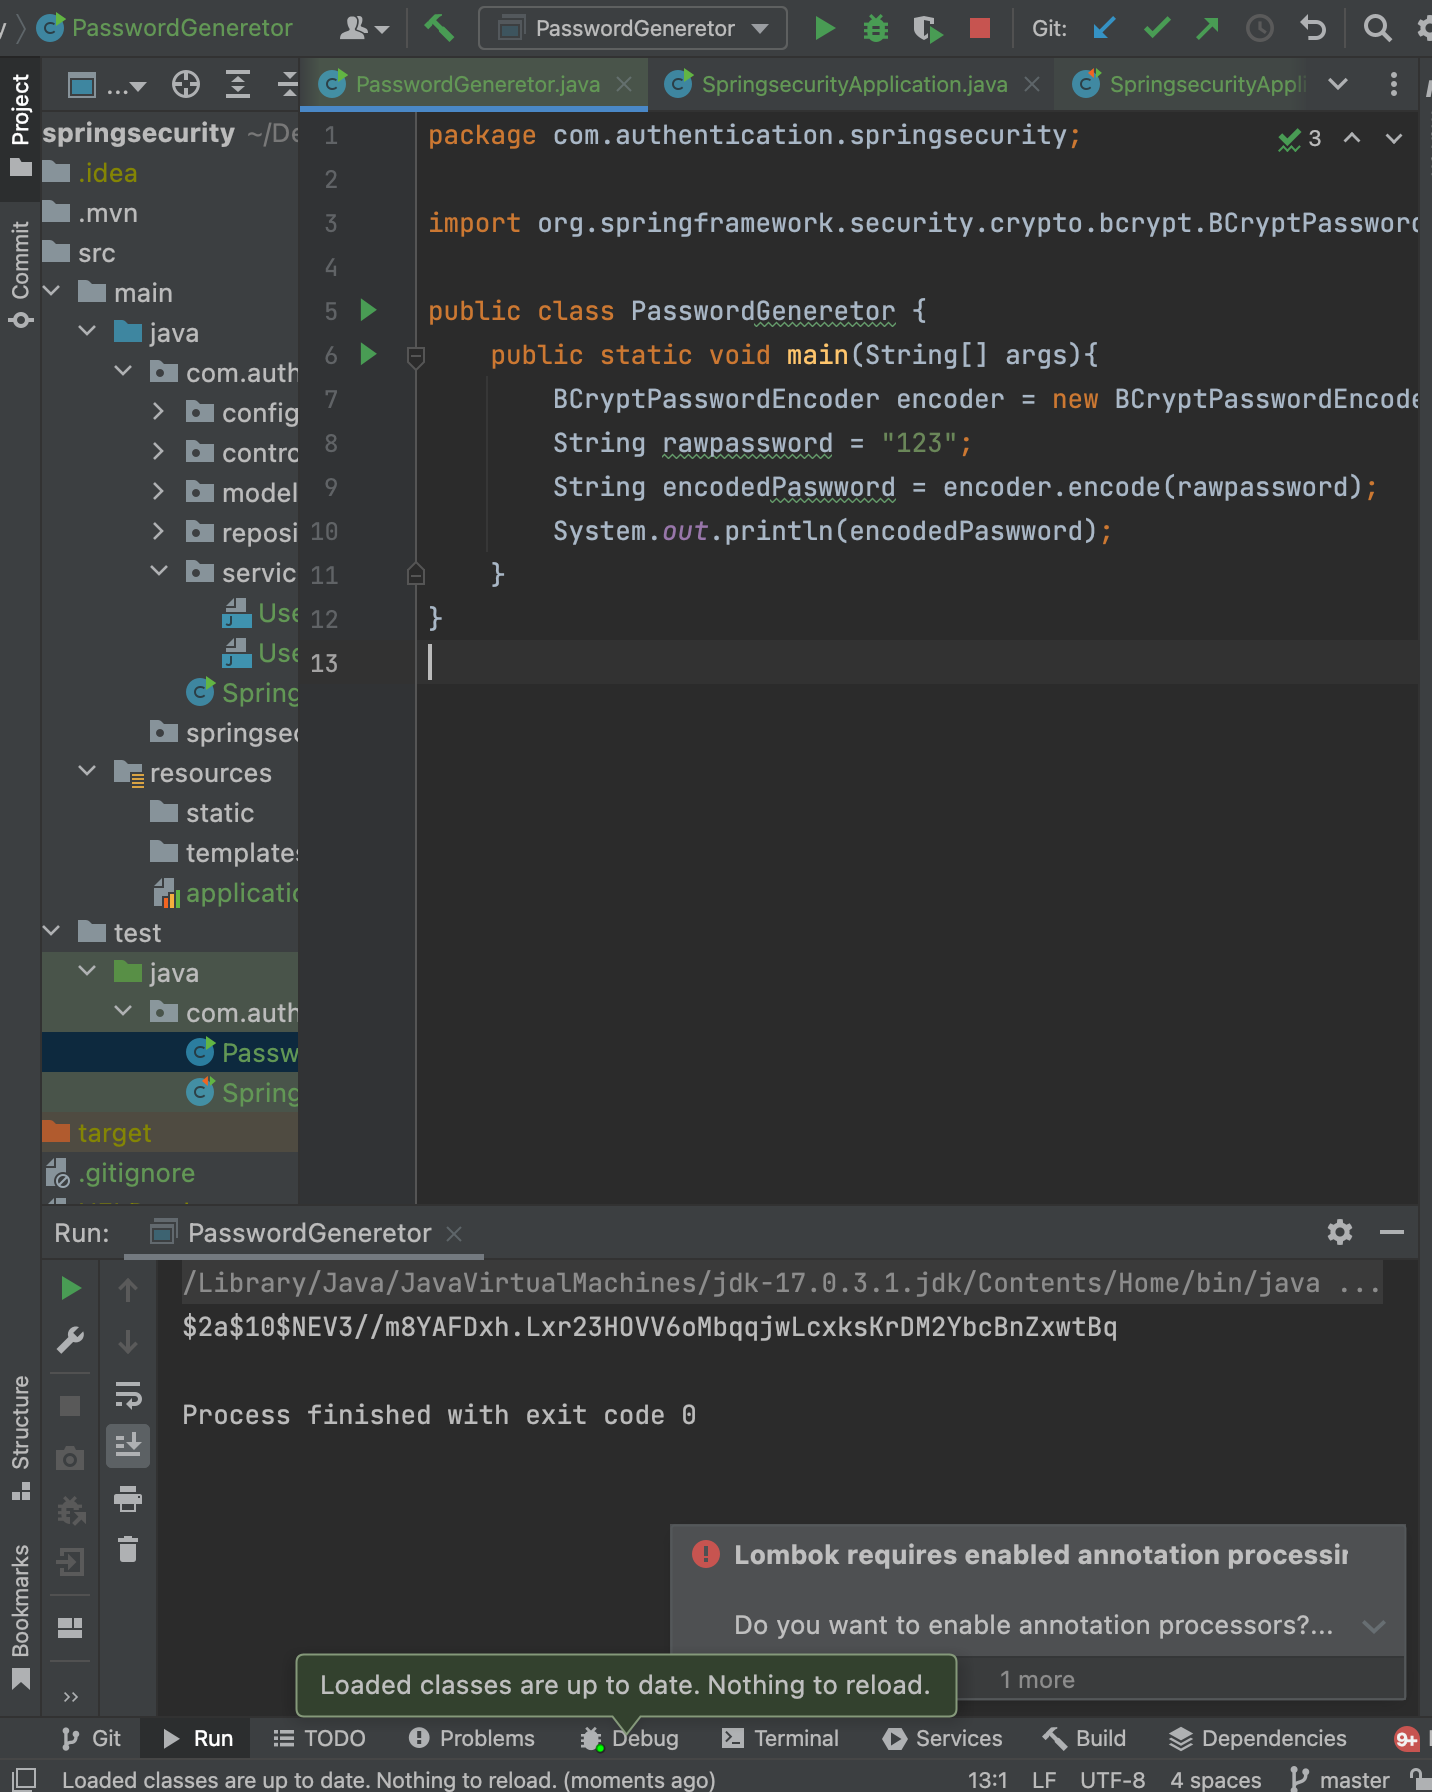 PasswordGeneretor
PasswordGeneretor
Git:
Project
Commit
Structure
Bookmarks
PasswordGeneretor.java
SpringsecurityApplication.java
SpringsecurityAppli
springsecurity ~/De
.idea
.mvn
src
main
java
com.auth
config
contro
model
reposi
servic
Use
Use
Spring
springsec
resources
static
templates
applicatio
test
java
com.auth
Passw
Spring
target
.gitignore
3
1 package com.authentication.springsecurity;
2
3 import org.springframework.security.crypto.bcrypt.BCryptPassword
4
5 public class PasswordGeneretor {
6 public static void main(String[] args){
7 BCryptPasswordEncoder encoder = new BCryptPasswordEncode
8 String rawpassword = "123";
9 String encodedPaswword = encoder.encode(rawpassword);
10 System.out.println(encodedPaswword);
11 }
12 }
13
Run: PasswordGeneretor
/Library/Java/JavaVirtualMachines/jdk-17.0.3.1.jdk/Contents/Home/bin/java ...
$2a$10$NEV3//m8YAFDxh.Lxr23HOVV6oMbqqjwLcxksKrDM2YbcBnZxwtBq
Process finished with exit code 0
Lombok requires enabled annotation processin
Do you want to enable annotation processors?...
1 more
Loaded classes are up to date. Nothing to reload.
Git Run TODO Problems Debug Terminal Services Build Dependencies 9+
Loaded classes are up to date. Nothing to reload. (moments ago) 13:1 LF UTF-8 4 spaces master